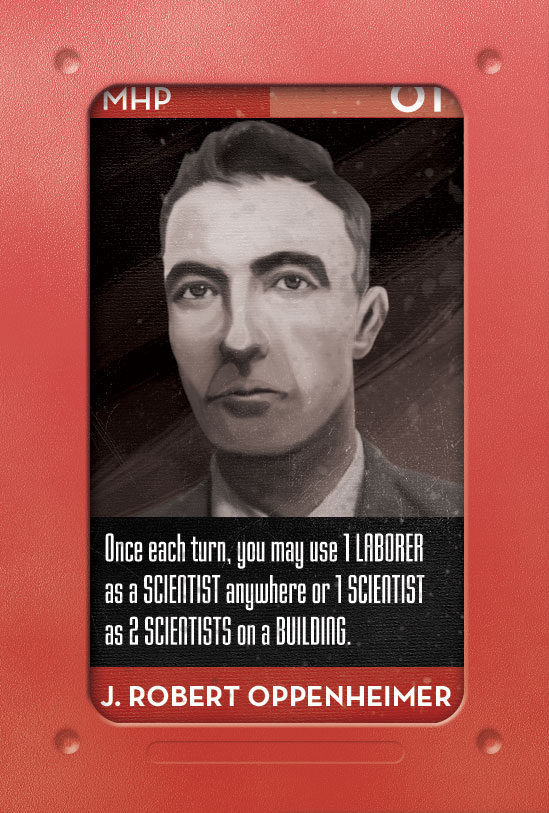 MHP 01
Once each turn, you may use 1 LABORER
as a SCIENTIST anywhere or 1 SCIENTIST
as 2 SCIENTISTS on a BUILDING.
J. ROBERT OPPENHEIMER